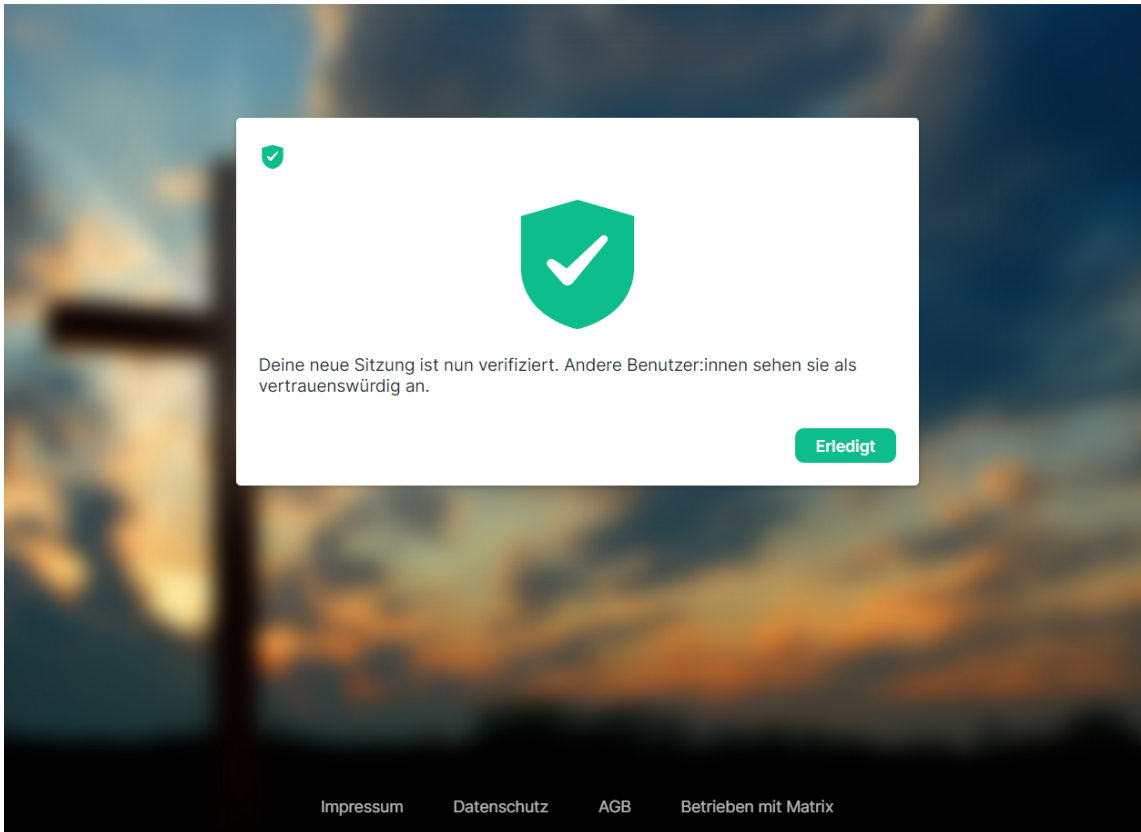 Deine neue Sitzung ist nun verifiziert. Andere Benutzer:innen sehen sie als
vertrauenswürdig an.
Erledigt
Impressum Datenschutz AGB Betrieben mit Matrix